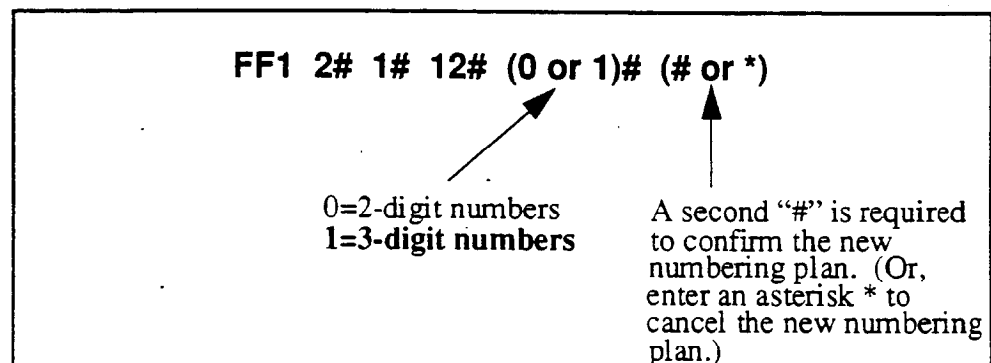 FF1 2# 1# 12# (0 or 1)# (# or *)
0=2-digit numbers
1=3-digit numbers
A second “#” is required
to confirm the new
numbering plan. (Or,
enter an asterisk * to
cancel the new numbering
plan.)